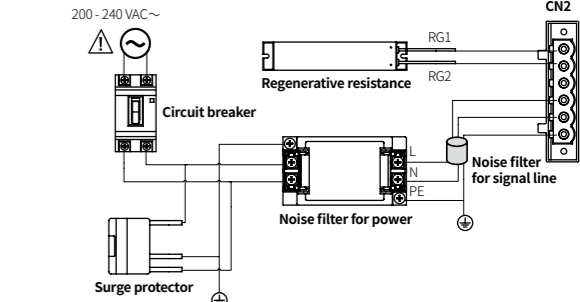 CN2
200 - 240 VAC～
RG1
RG2
Regenerative resistance
Circuit breaker
L
N
PE
Noise filter
for signal line
Noise filter for power
Surge protector